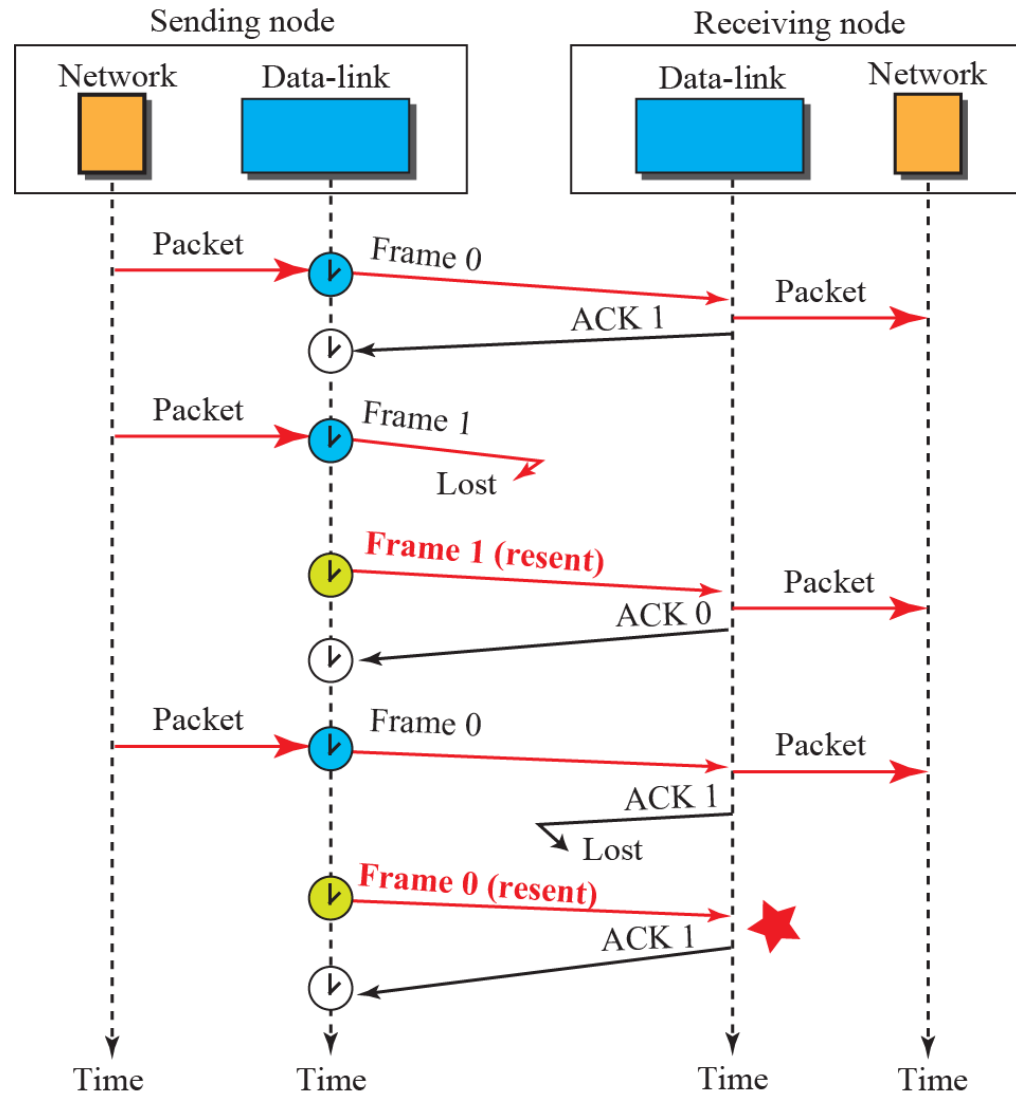 Sending node
Receiving node
Network
Data-link
Data-link
Network
Packet
Frame 0
Packet
ACK 1
Packet
Frame 1
Lost
Frame 1 (resent)
Packet
ACK 0
Packet
Frame 0
Packet
ACK 1
Lost
Frame 0 (resent)
ACK 1
Time
Time
Time
Time